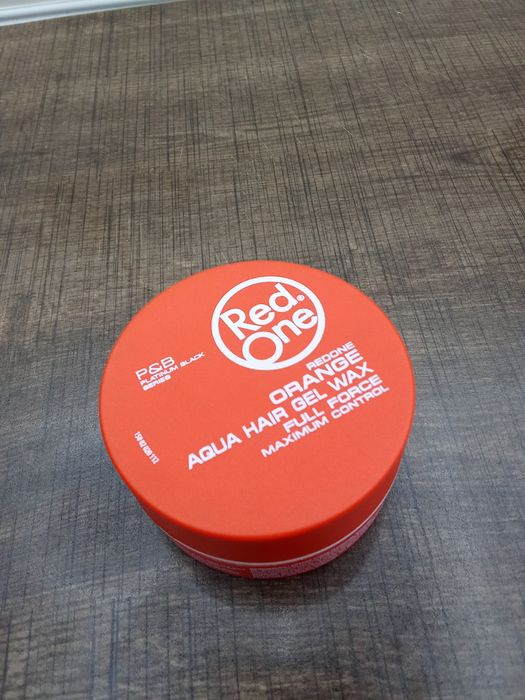 Red
One
P&B
PLATINUM BLACK
SERIES
REDONE
ORANGE
AQUA HAIR GEL WAX
FULL FORCE
MAXIMUM CONTROL